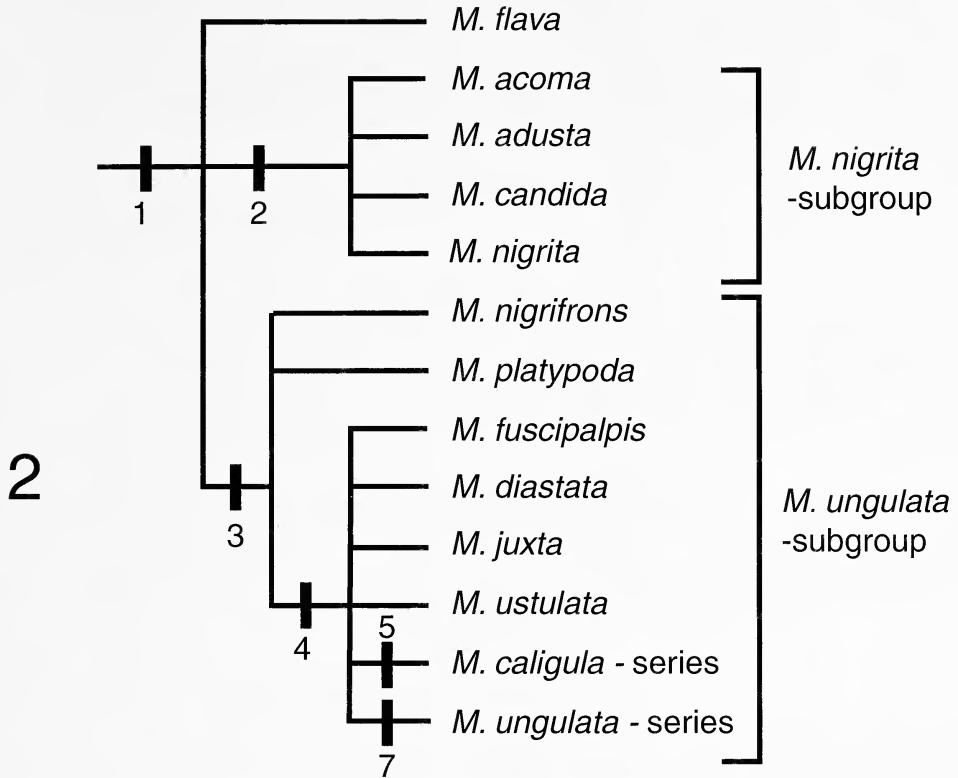 M. flava
M. acoma
M. adusta
M. candida
M. nigrita
M. nigrita
-subgroup
1
2
M. nigrifrons
M. platypoda
M. fuscipalpis
M. diastata
M. juxta
M. ustulata
M. caligula - series
M. ungulata - series
M. ungulata
-subgroup
3
4
5
7
2